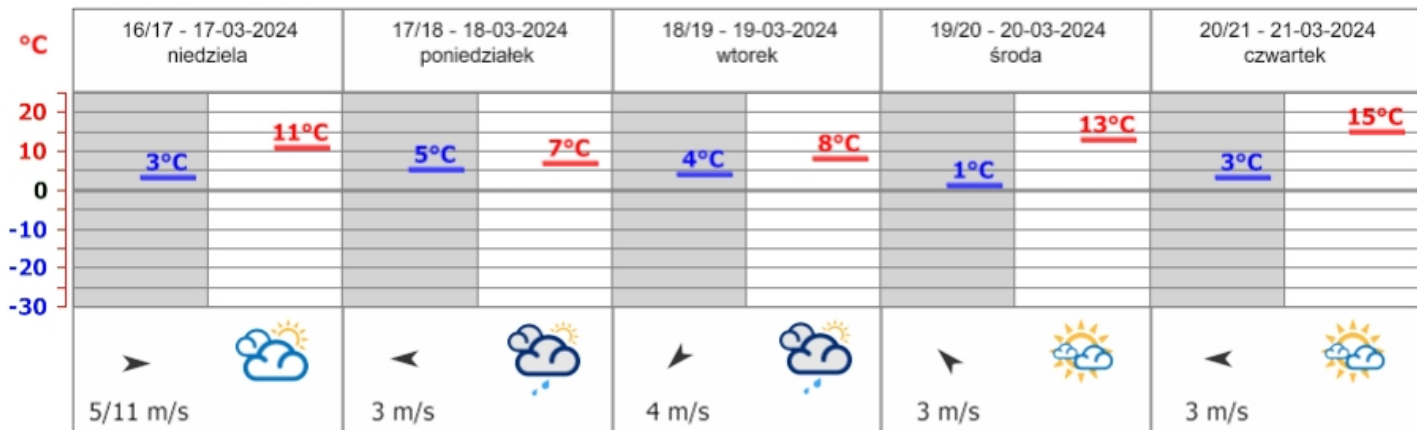 °C
16/17 - 17-03-2024
niedziela
17/18 - 18-03-2024
poniedziałek
18/19 - 19-03-2024
wtorek
19/20 - 20-03-2024
środa
20/21 - 21-03-2024
czwartek
20
10
0
-10
-20
-30
3°C
11°C
5°C
7°C
4°C
8°C
1°C
13°C
3°C
15°C
5/11 m/s
3 m/s
4 m/s
3 m/s
3 m/s